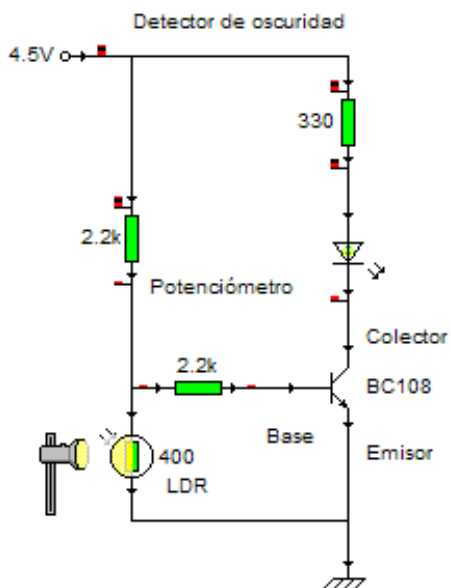 Detector de oscuridad
4.5V
330
2.2k
Potenciómetro
Colector
2.2k
BC108
Base
Emisor
400
LDR